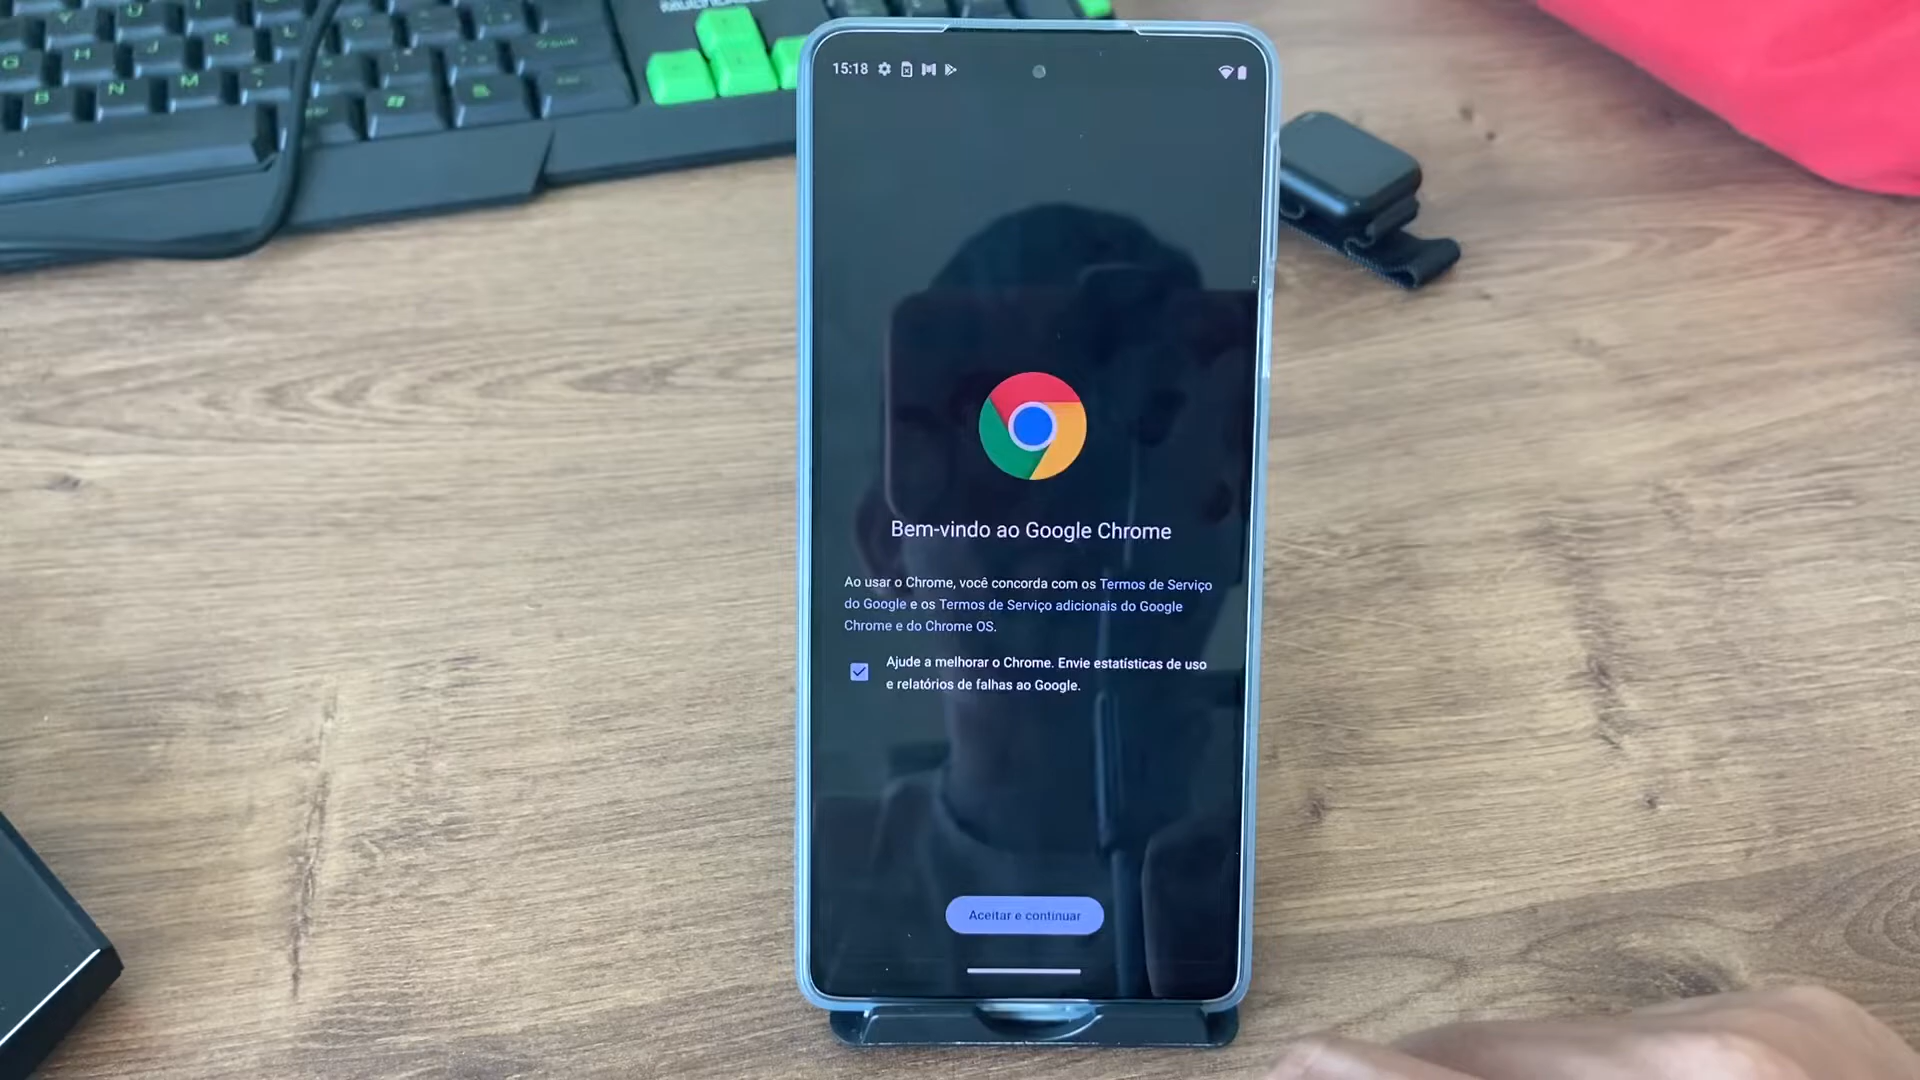 15:18
Bem-vindo ao Google Chrome
Ao usar o Chrome, você concorda com os Termos de Serviço
do Google e os Termos de Serviço adicionais do Google
Chrome e do Chrome OS.
Ajude a melhorar o Chrome. Envie estatísticas de uso
e relatórios de falhas ao Google.
Aceitar e continuar
H J K L
G
B N M